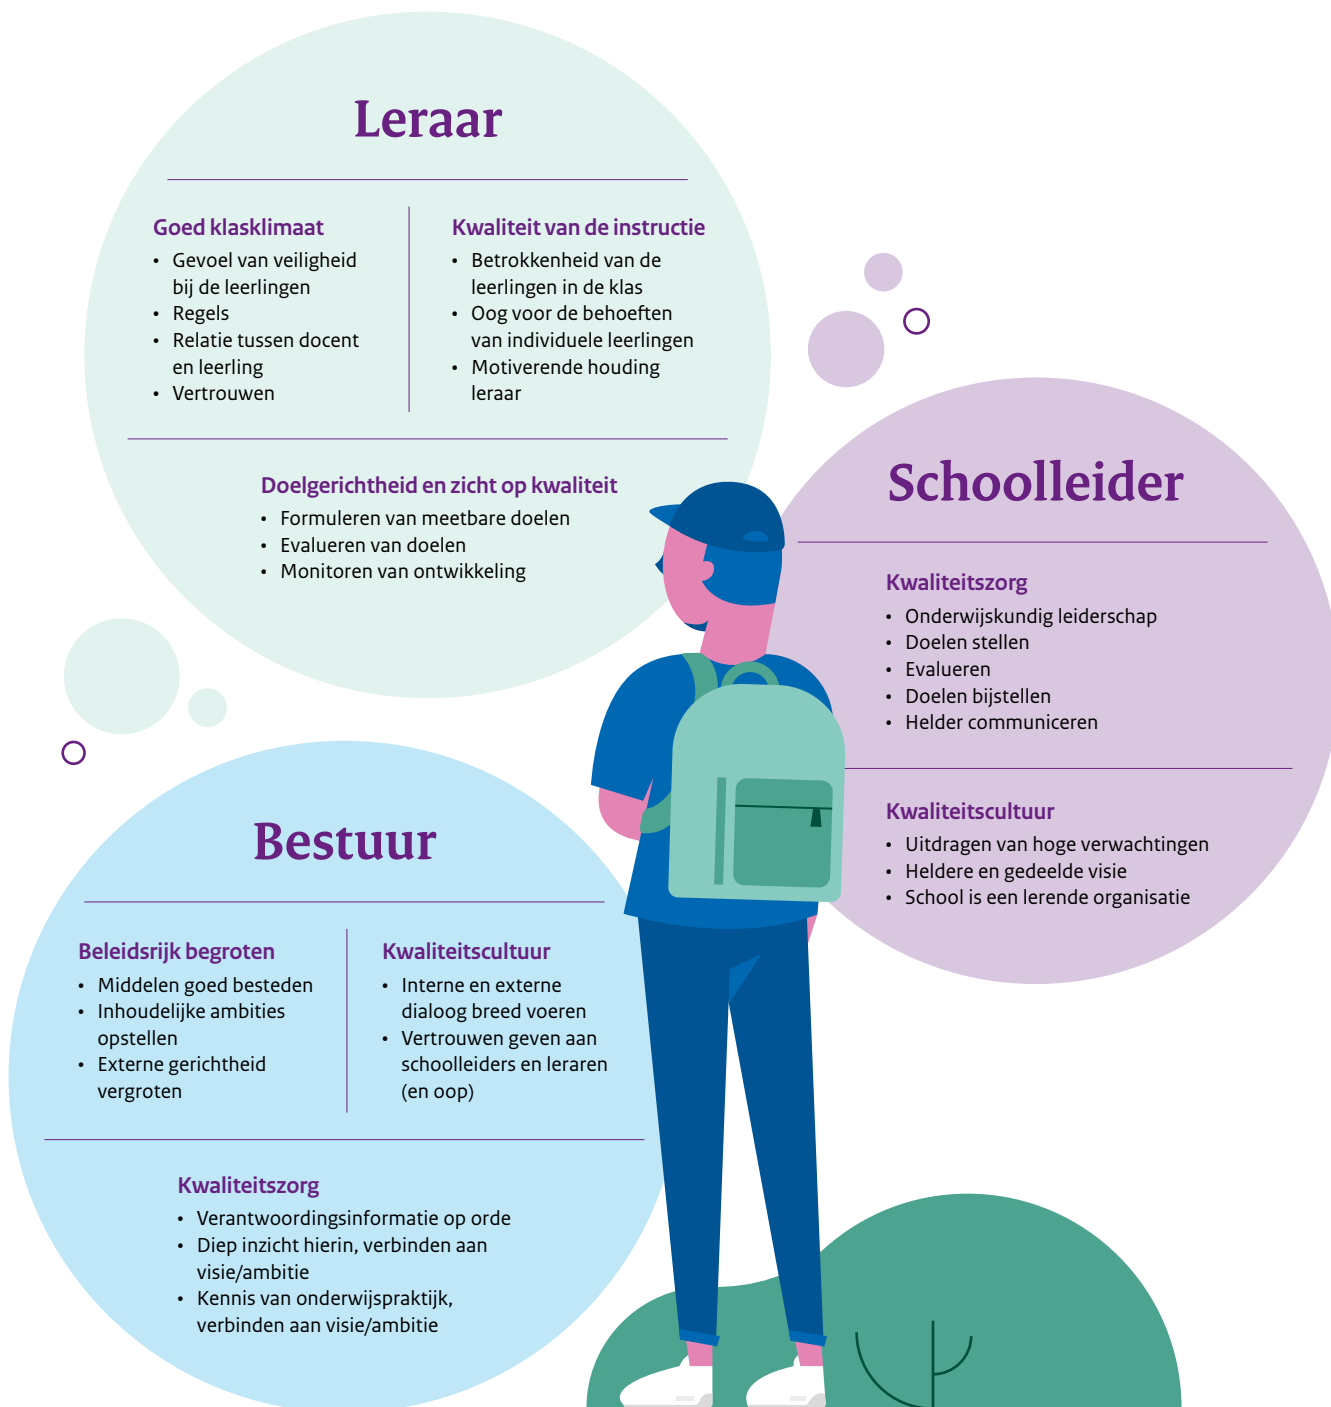 Leraar
Goed klasklimaat
• Gevoel van veiligheid
bij de leerlingen
• Regels
• Relatie tussen docent
en leerling
• Vertrouwen
Kwaliteit van de instructie
• Betrokkenheid van de
leerlingen in de klas
• Oog voor de behoeften
van individuele leerlingen
• Motiverende houding
leraar
Doelgerichtheid en zicht op kwaliteit
• Formuleren van meetbare doelen
• Evalueren van doelen
• Monitoren van ontwikkeling
Schoolleider
Kwaliteitszorg
• Onderwijskundig leiderschap
• Doelen stellen
• Evalueren
• Doelen bijstellen
• Helder communiceren
Kwaliteitscultuur
• Uitdragen van hoge verwachtingen
• Heldere en gedeelde visie
• School is een lerende organisatie
Bestuur
Beleidsrijk begroten
• Middelen goed besteden
• Inhoudelijke ambities
opstellen
• Externe gerichtheid
vergroten
Kwaliteitscultuur
• Interne en externe
dialoog breed voeren
• Vertrouwen geven aan
schoolleiders en leraren
(en oop)
Kwaliteitszorg
• Verantwoordingsinformatie op orde
• Diep inzicht hierin, verbinden aan
visie/ambitie
• Kennis van onderwijspraktijk,
verbinden aan visie/ambitie